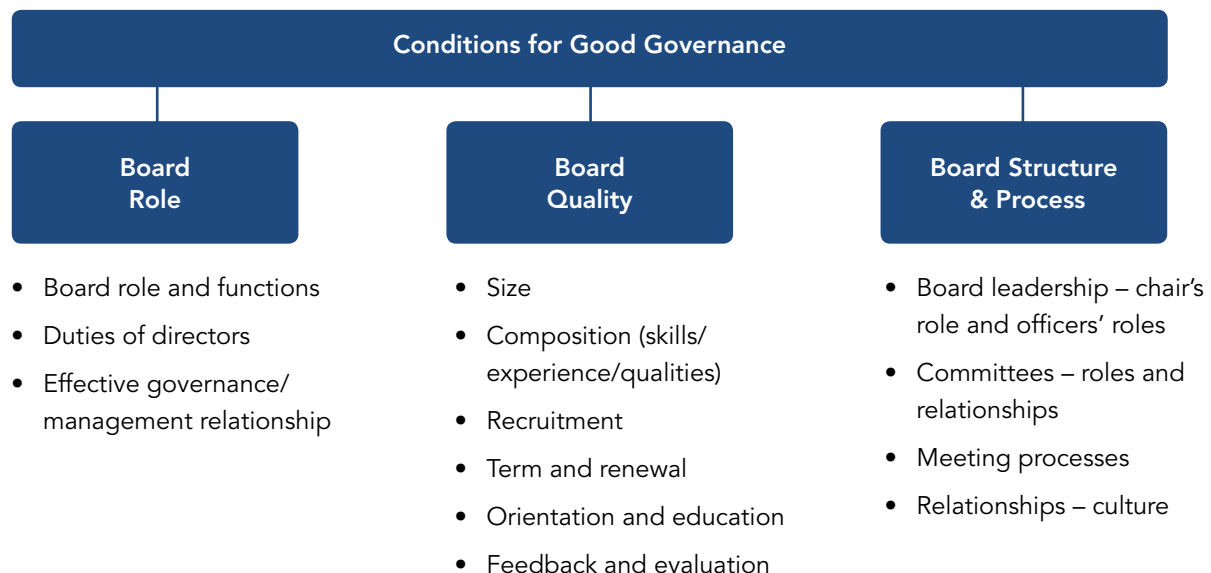 Conditions for Good Governance
Board
Role
• Board role and functions
• Duties of directors
• Effective governance/
management relationship
Board
Quality
• Size
• Composition (skills/
experience/qualities)
• Recruitment
• Term and renewal
• Orientation and education
• Feedback and evaluation
Board Structure
& Process
• Board leadership – chair's
role and officers' roles
• Committees – roles and
relationships
• Meeting processes
• Relationships – culture